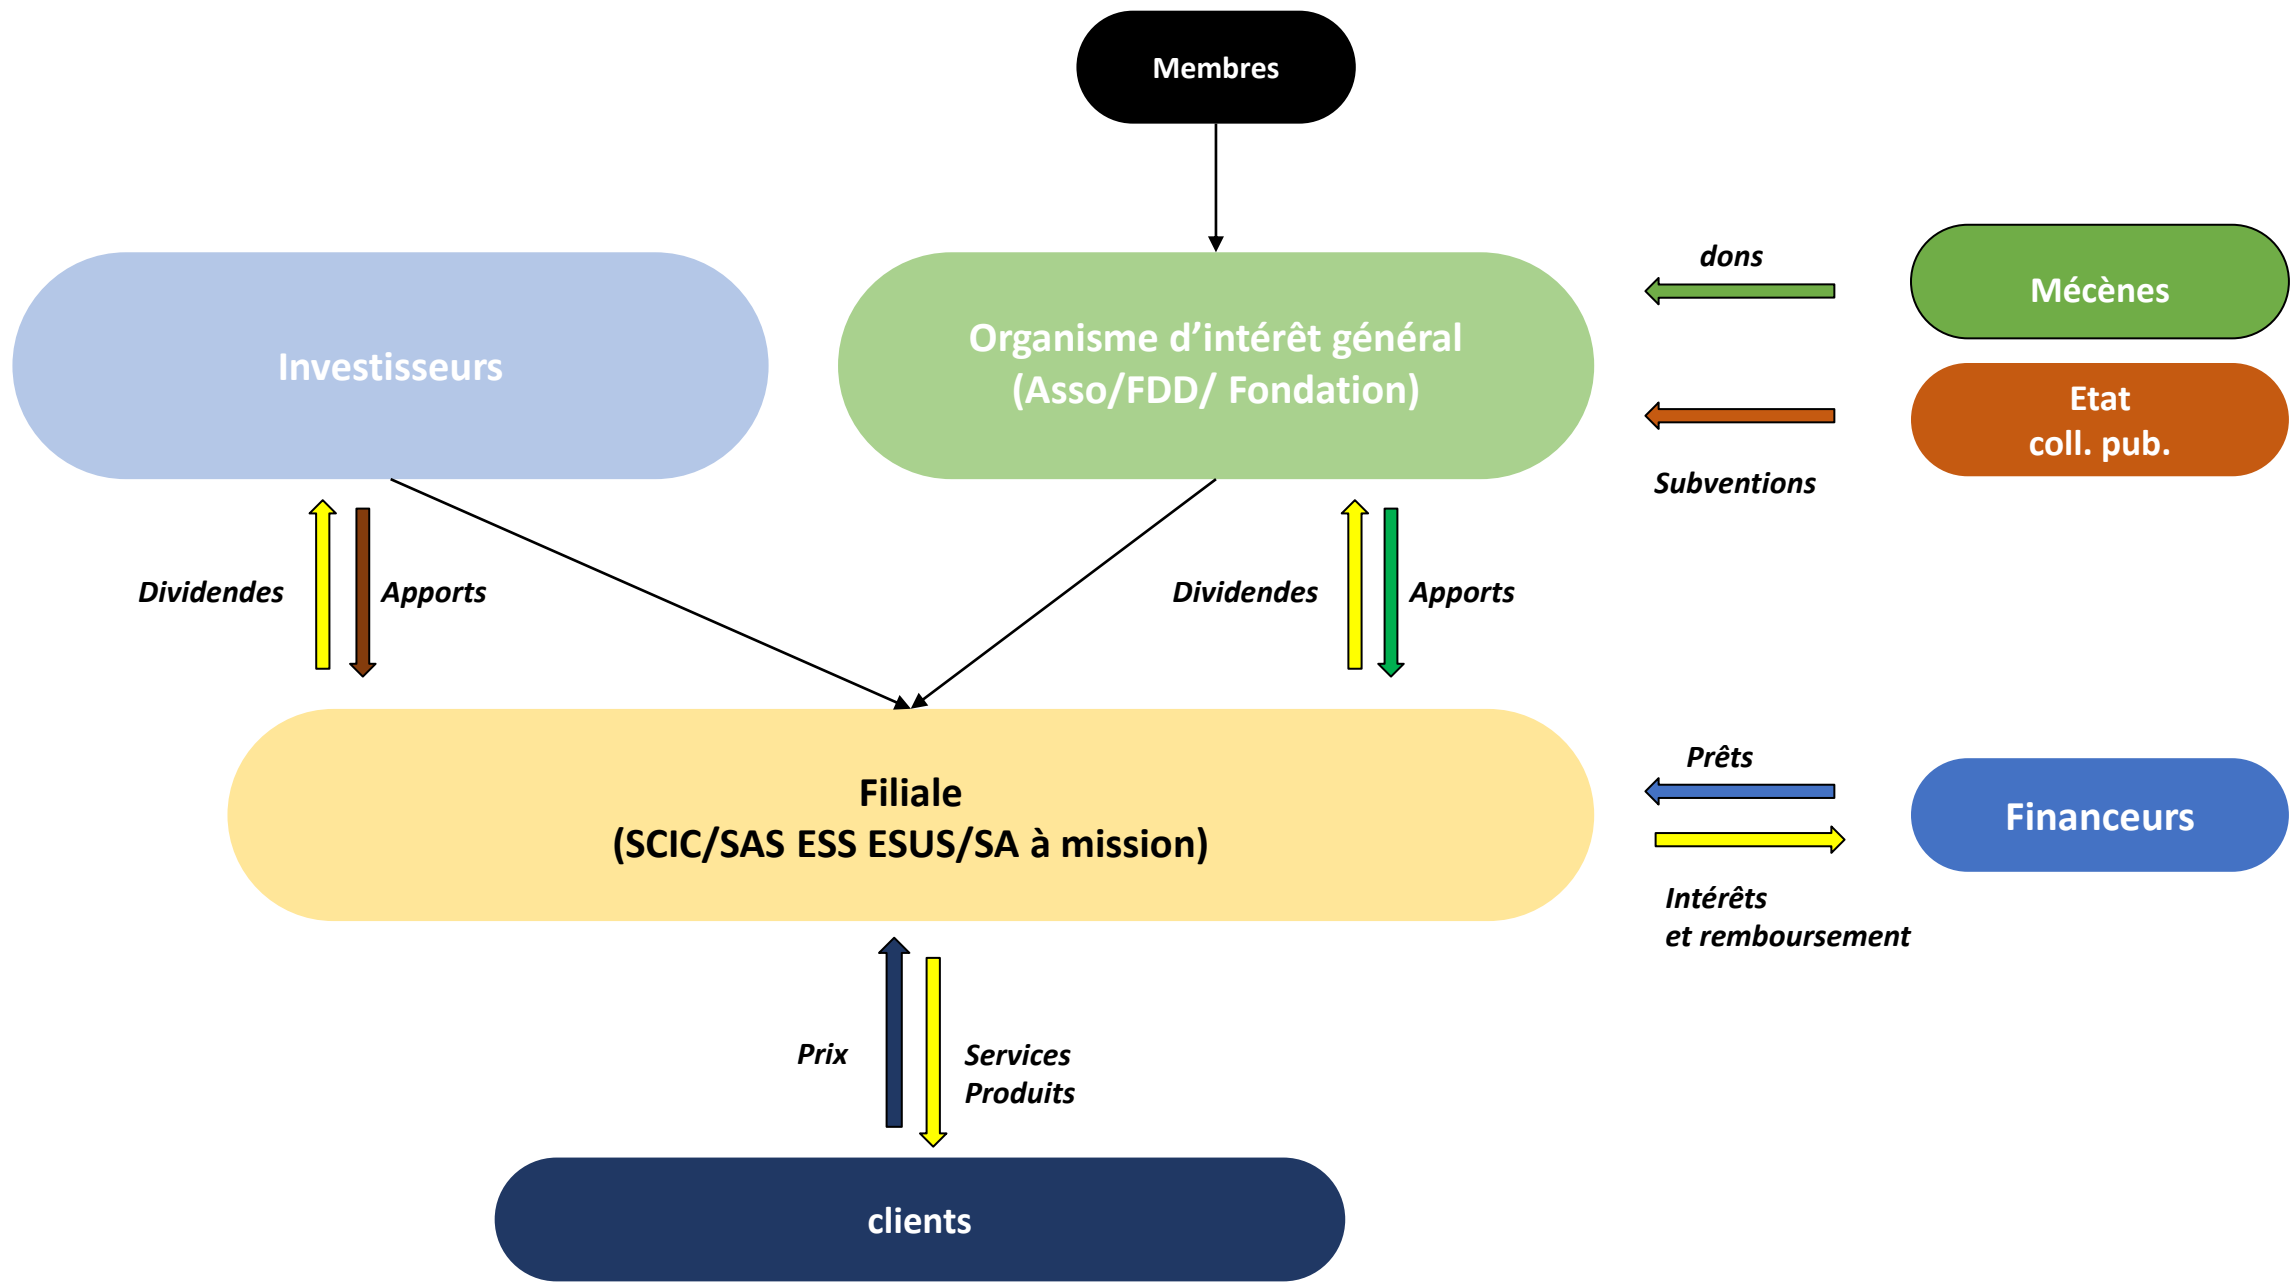 Membres
Investisseurs
Organisme d’intérêt général
(Asso/FDD/ Fondation)
dons
Mécènes
Etat
coll. pub.
Subventions
Dividendes
Apports
Dividendes
Apports
Filiale
(SCIC/SAS ESS ESUS/SA à mission)
Prêts
Financeurs
Intérêts
et remboursement
Prix
Services
Produits
clients